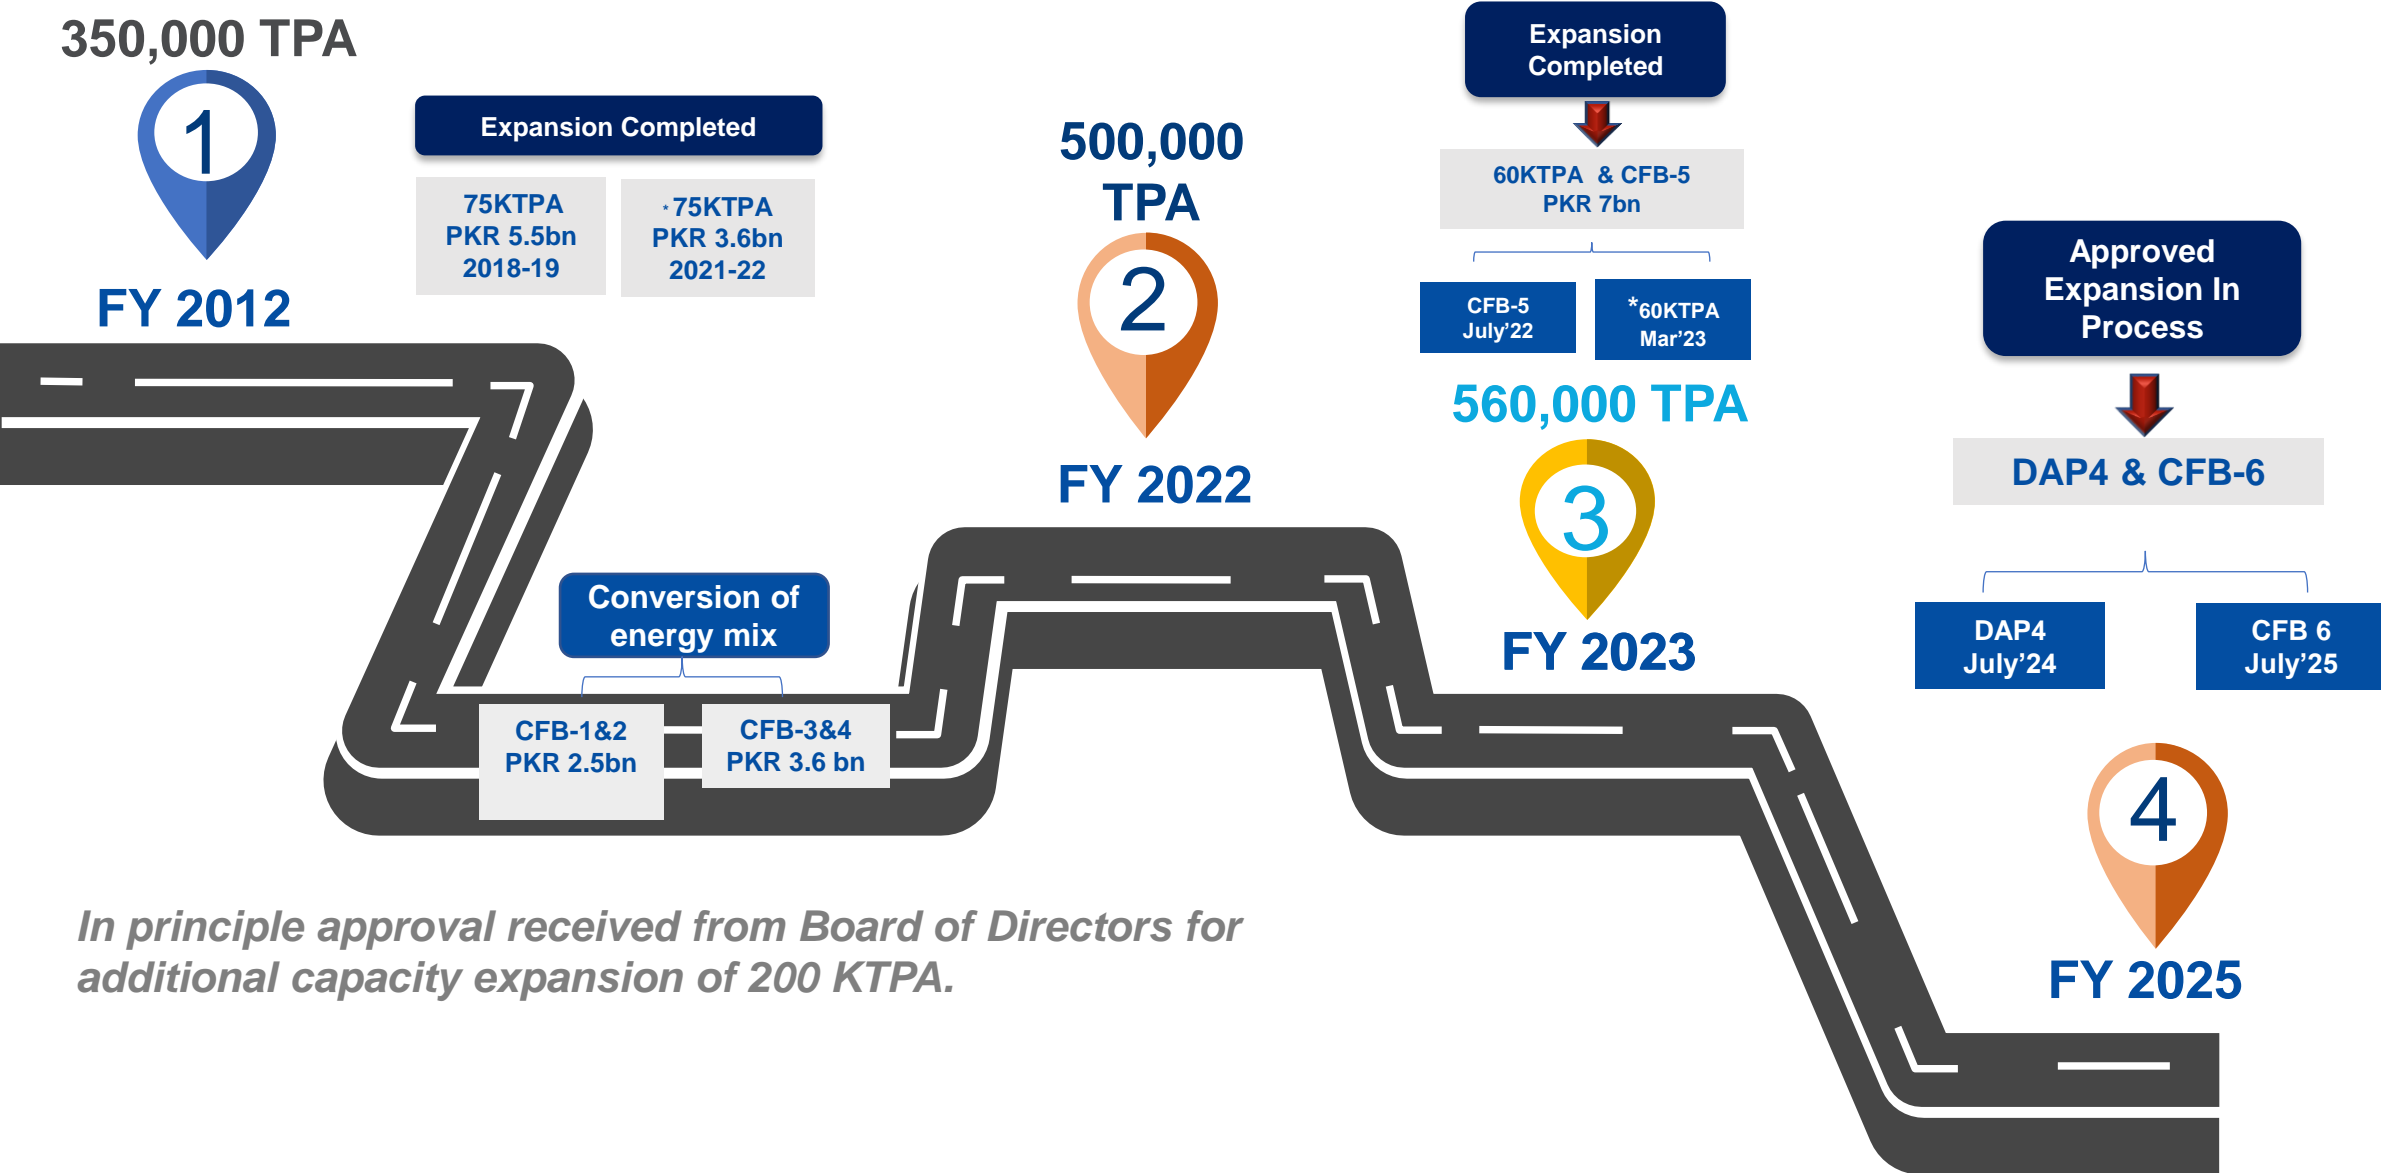 350,000 TPA
1
FY 2012
Expansion Completed
75KTPA
PKR 5.5bn
2018-19
*75KTPA
PKR 3.6bn
2021-22
Conversion of
energy mix
CFB-1&2
PKR 2.5bn
CFB-3&4
PKR 3.6 bn
500,000
TPA
2
FY 2022
Expansion
Completed
60KTPA & CFB-5
PKR 7bn
CFB-5
July’22
*60KTPA
Mar’23
560,000 TPA
3
FY 2023
Approved
Expansion In
Process
DAP4 & CFB-6
DAP4
July’24
CFB 6
July’25
4
FY 2025
In principle approval received from Board of Directors for
additional capacity expansion of 200 KTPA.